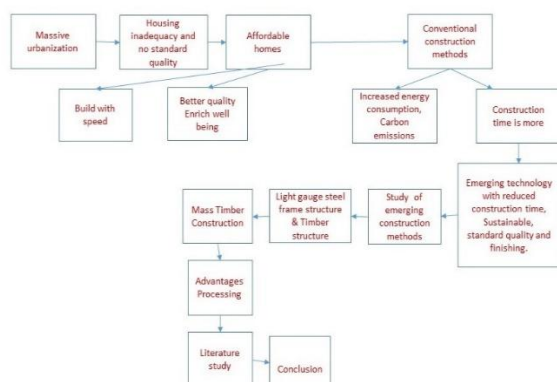 Massive
urbanization
Housing
inadequacy and
no standard
quality
Affordable
homes
Conventional
construction
methods
Build with
speed
Better quality
Enrich well
being
Increased energy
consumption,
Carbon
emissions
Construction
time is more
Mass Timber
Construction
Light gauge steel
frame structure
& Timber
structure
Study of
emerging
construction
methods
Emerging technology
with reduced
construction time,
Sustainable,
standard quality and
finishing.
Advantages
Processing
Literature
study
Conclusion